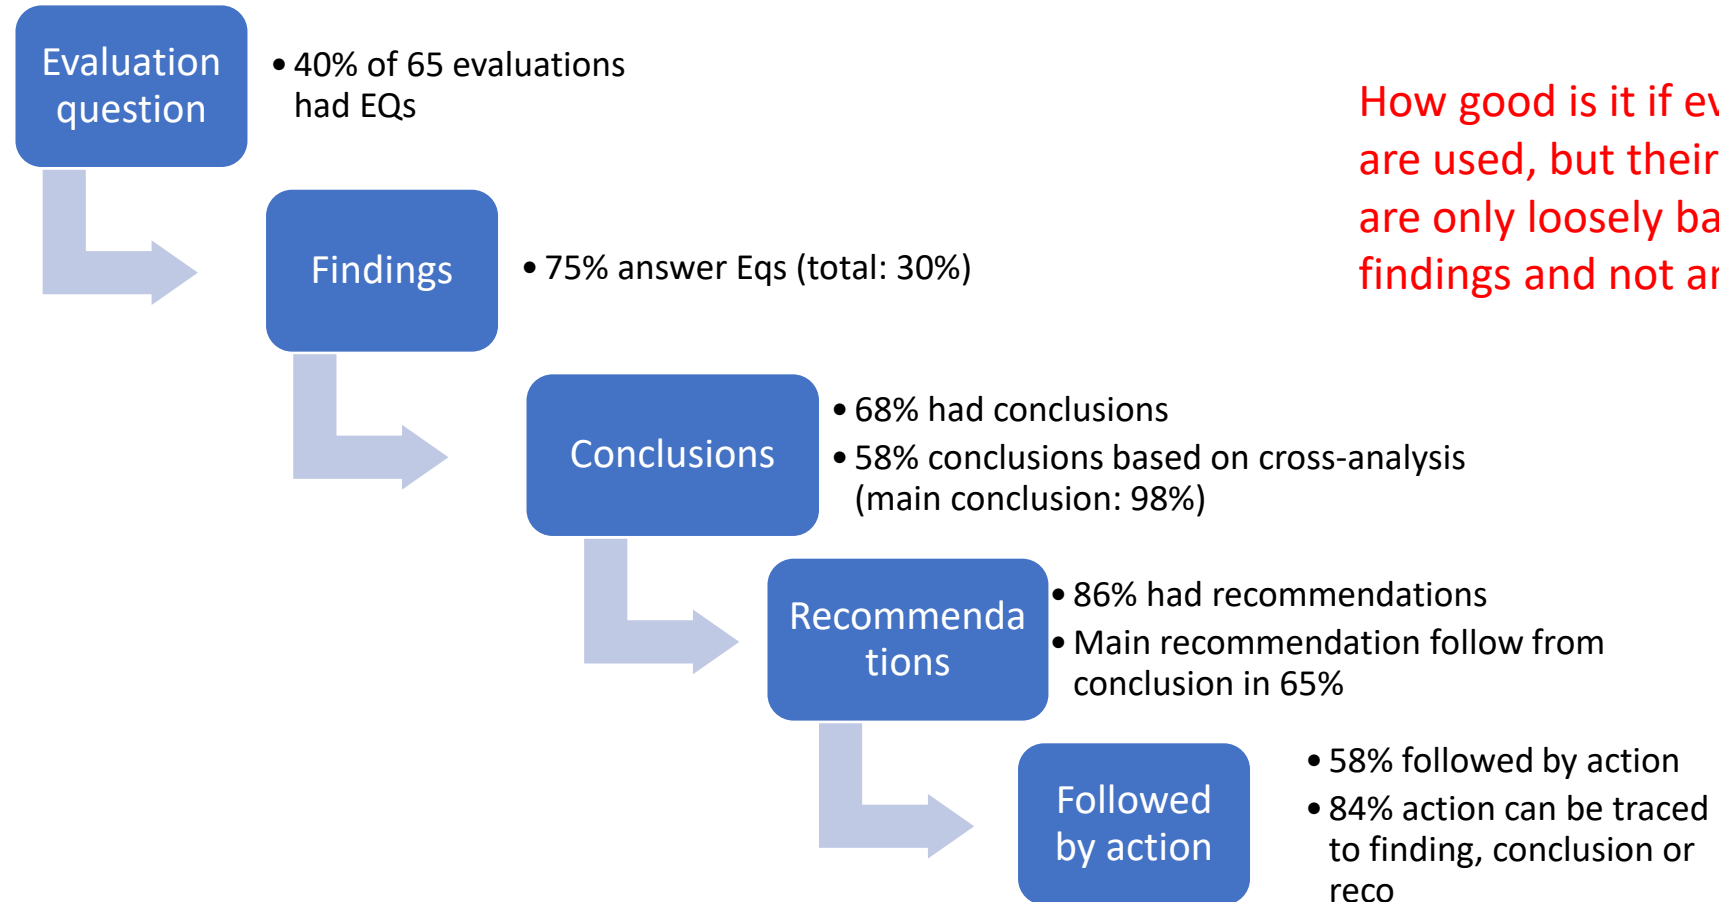 Evaluation
question
• 40% of 65 evaluations
had EQs
How good is it if
are used, but their
are only loosely
findings and not
Findings
• 75% answer Eqs (total: 30%)
Conclusions
• 68% had conclusions
• 58% conclusions based on cross-analysis
(main conclusion: 98%)
Recommenda
tions
• 86% had recommendations
• Main recommendation follow from
conclusion in 65%
Followed
by action
• 58% followed by action
• 84% action can be traced
to finding, conclusion or
reco